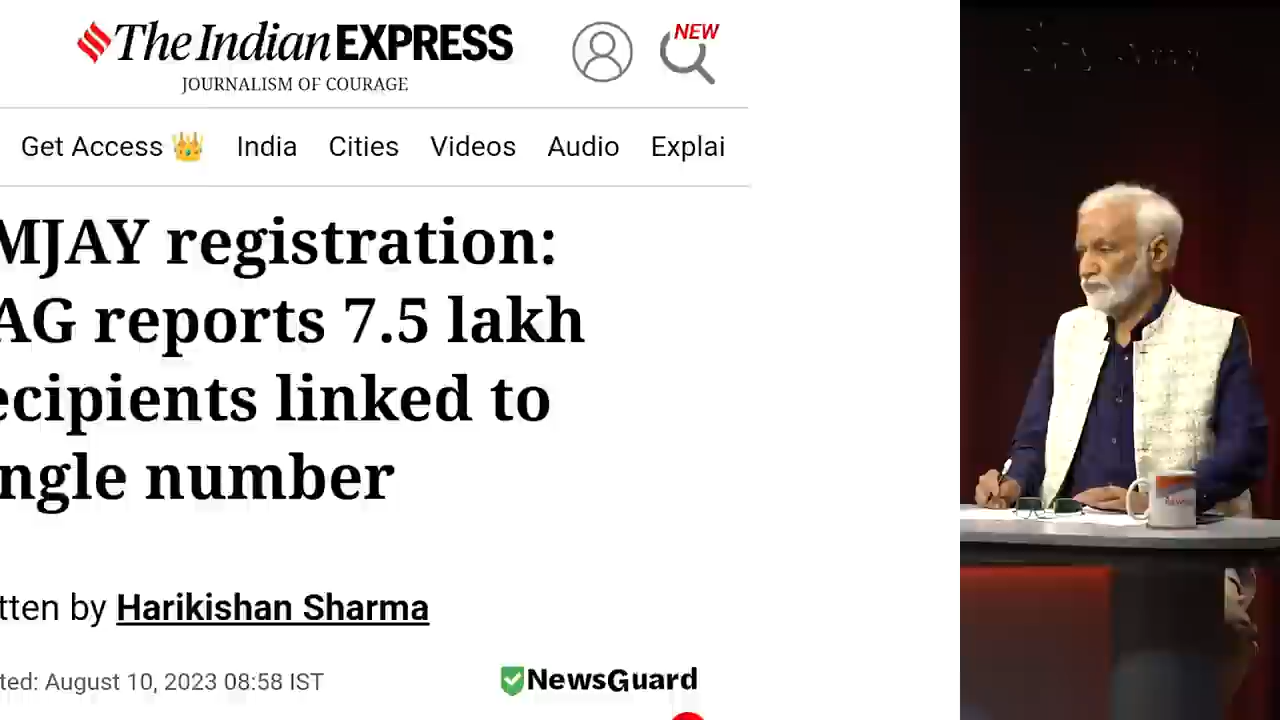 The Indian EXPRESS
JOURNALISM OF COURAGE
NEW
Get Access India Cities Videos Audio Explai
MJAY registration:
AG reports 7.5 lakh
ecipients linked to
ngle number
tten by Harikishan Sharma
ted: August 10, 2023 08:58 IST
NewsGuard